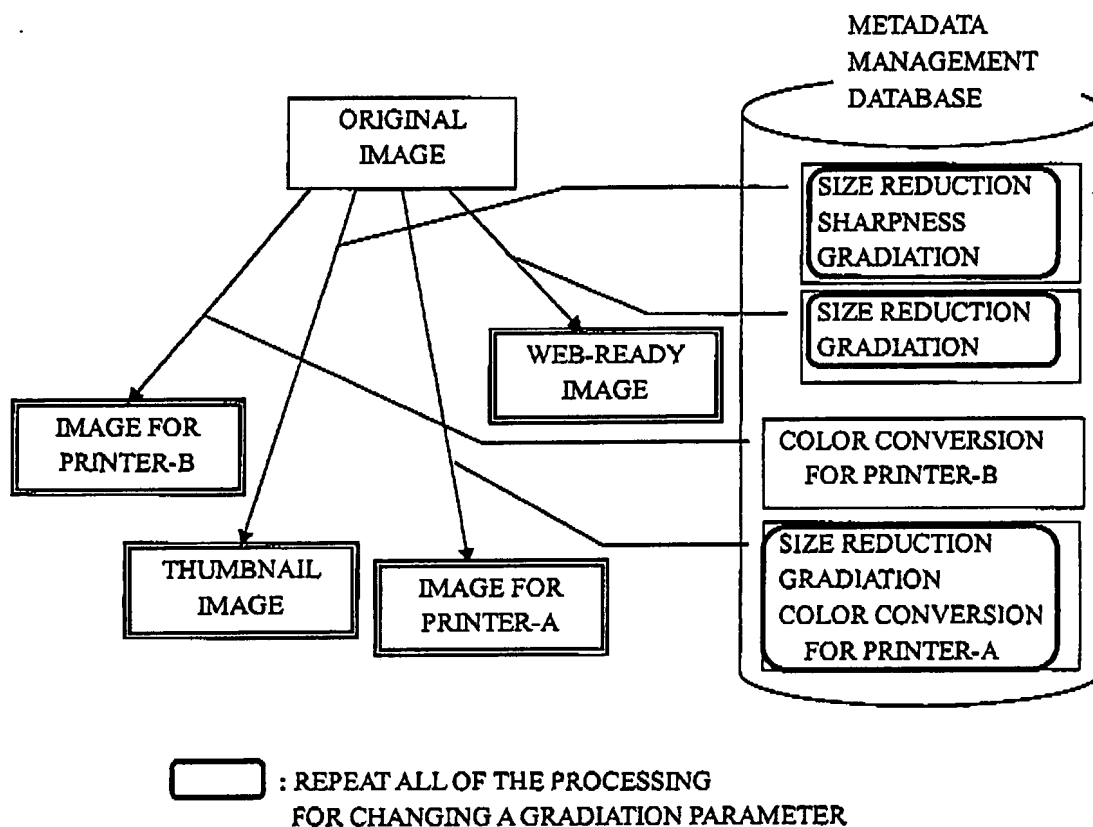 METADATA
MANAGEMENT
DATABASE
ORIGINAL
IMAGE
SIZE REDUCTION
SHARPNESS
GRADIATION
SIZE REDUCTION
GRADIATION
WEB-READY
IMAGE
IMAGE FOR
PRINTER-B
COLOR CONVERSION
FOR PRINTER-B
THUMBNAIL
IMAGE
IMAGE FOR
PRINTER-A
SIZE REDUCTION
GRADIATION
COLOR CONVERSION
FOR PRINTER-A
: REPEAT ALL OF THE PROCESSING
FOR CHANGING A GRADIATION PARAMETER